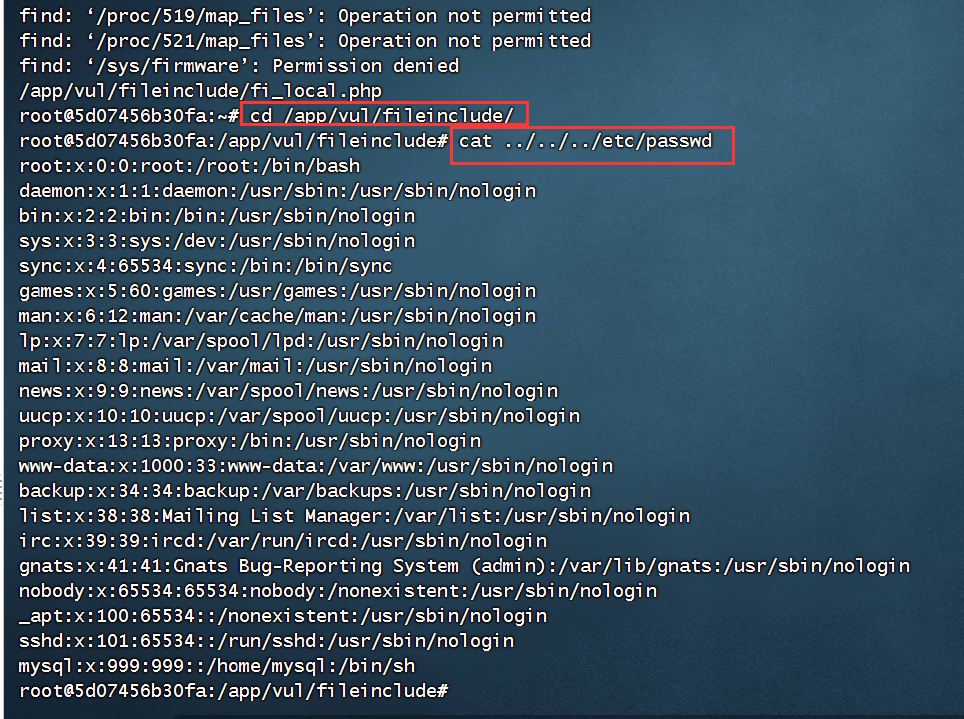 find: ‘/proc/519/map_files’: Operation not permitted
find: ‘/proc/521/map_files’: Operation not permitted
find: ‘/sys/firmware’: Permission denied
/app/vul/fileinclude/fi_local.php
root@5d07456b30fa:~# cd /app/vul/fileinclude/
root@5d07456b30fa:/app/vul/fileinclude# cat ../../../etc/passwd
root:x:0:0:root:/root:/bin/bash
daemon:x:1:1:daemon:/usr/sbin:/usr/sbin/nologin
bin:x:2:2:bin:/bin:/usr/sbin/nologin
sys:x:3:3:sys:/dev:/usr/sbin/nologin
sync:x:4:65534:sync:/bin:/bin/sync
games:x:5:60:games:/usr/games:/usr/sbin/nologin
man:x:6:12:man:/var/cache/man:/usr/sbin/nologin
lp:x:7:7:lp:/var/spool/lpd:/usr/sbin/nologin
mail:x:8:8:mail:/var/mail:/usr/sbin/nologin
news:x:9:9:news:/var/spool/news:/usr/sbin/nologin
uucp:x:10:10:uucp:/var/spool/uucp:/usr/sbin/nologin
proxy:x:13:13:proxy:/bin:/usr/sbin/nologin
www-data:x:1000:33:www-data:/var/www:/usr/sbin/nologin
backup:x:34:34:backup:/var/backups:/usr/sbin/nologin
list:x:38:38:Mailing List Manager:/var/list:/usr/sbin/nologin
irc:x:39:39:ircd:/var/run/ircd:/usr/sbin/nologin
gnats:x:41:41:Gnats Bug-Reporting System (admin):/var/lib/gnats:/usr/sbin/nologin
nobody:x:65534:65534:nobody:/nonexistent:/usr/sbin/nologin
_apt:x:100:65534::/nonexistent:/usr/sbin/nologin
sshd:x:101:65534::/run/sshd:/usr/sbin/nologin
mysql:x:999:999::/home/mysql:/bin/sh
root@5d07456b30fa:/app/vul/fileinclude#